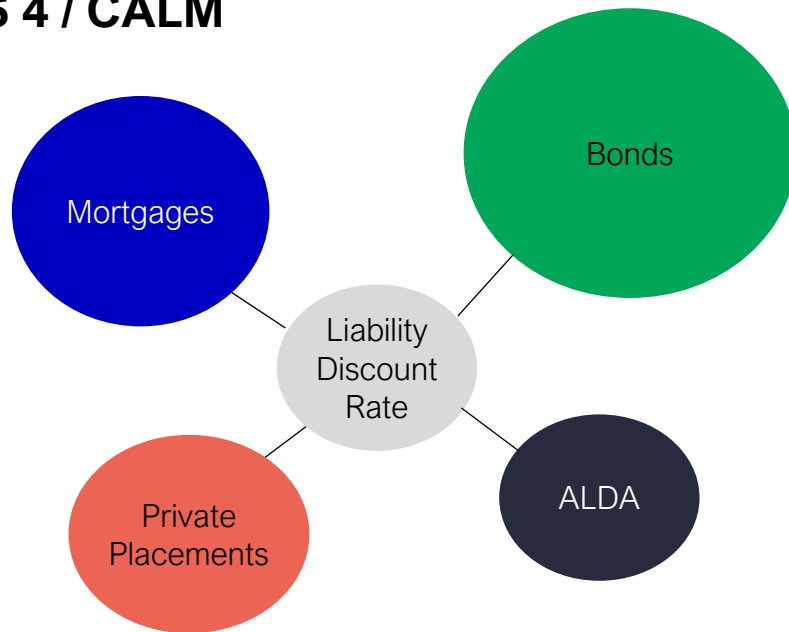 4 / CALM
Bonds
Mortgages
Liability
Discount
Rate
ALDA
Private
Placements